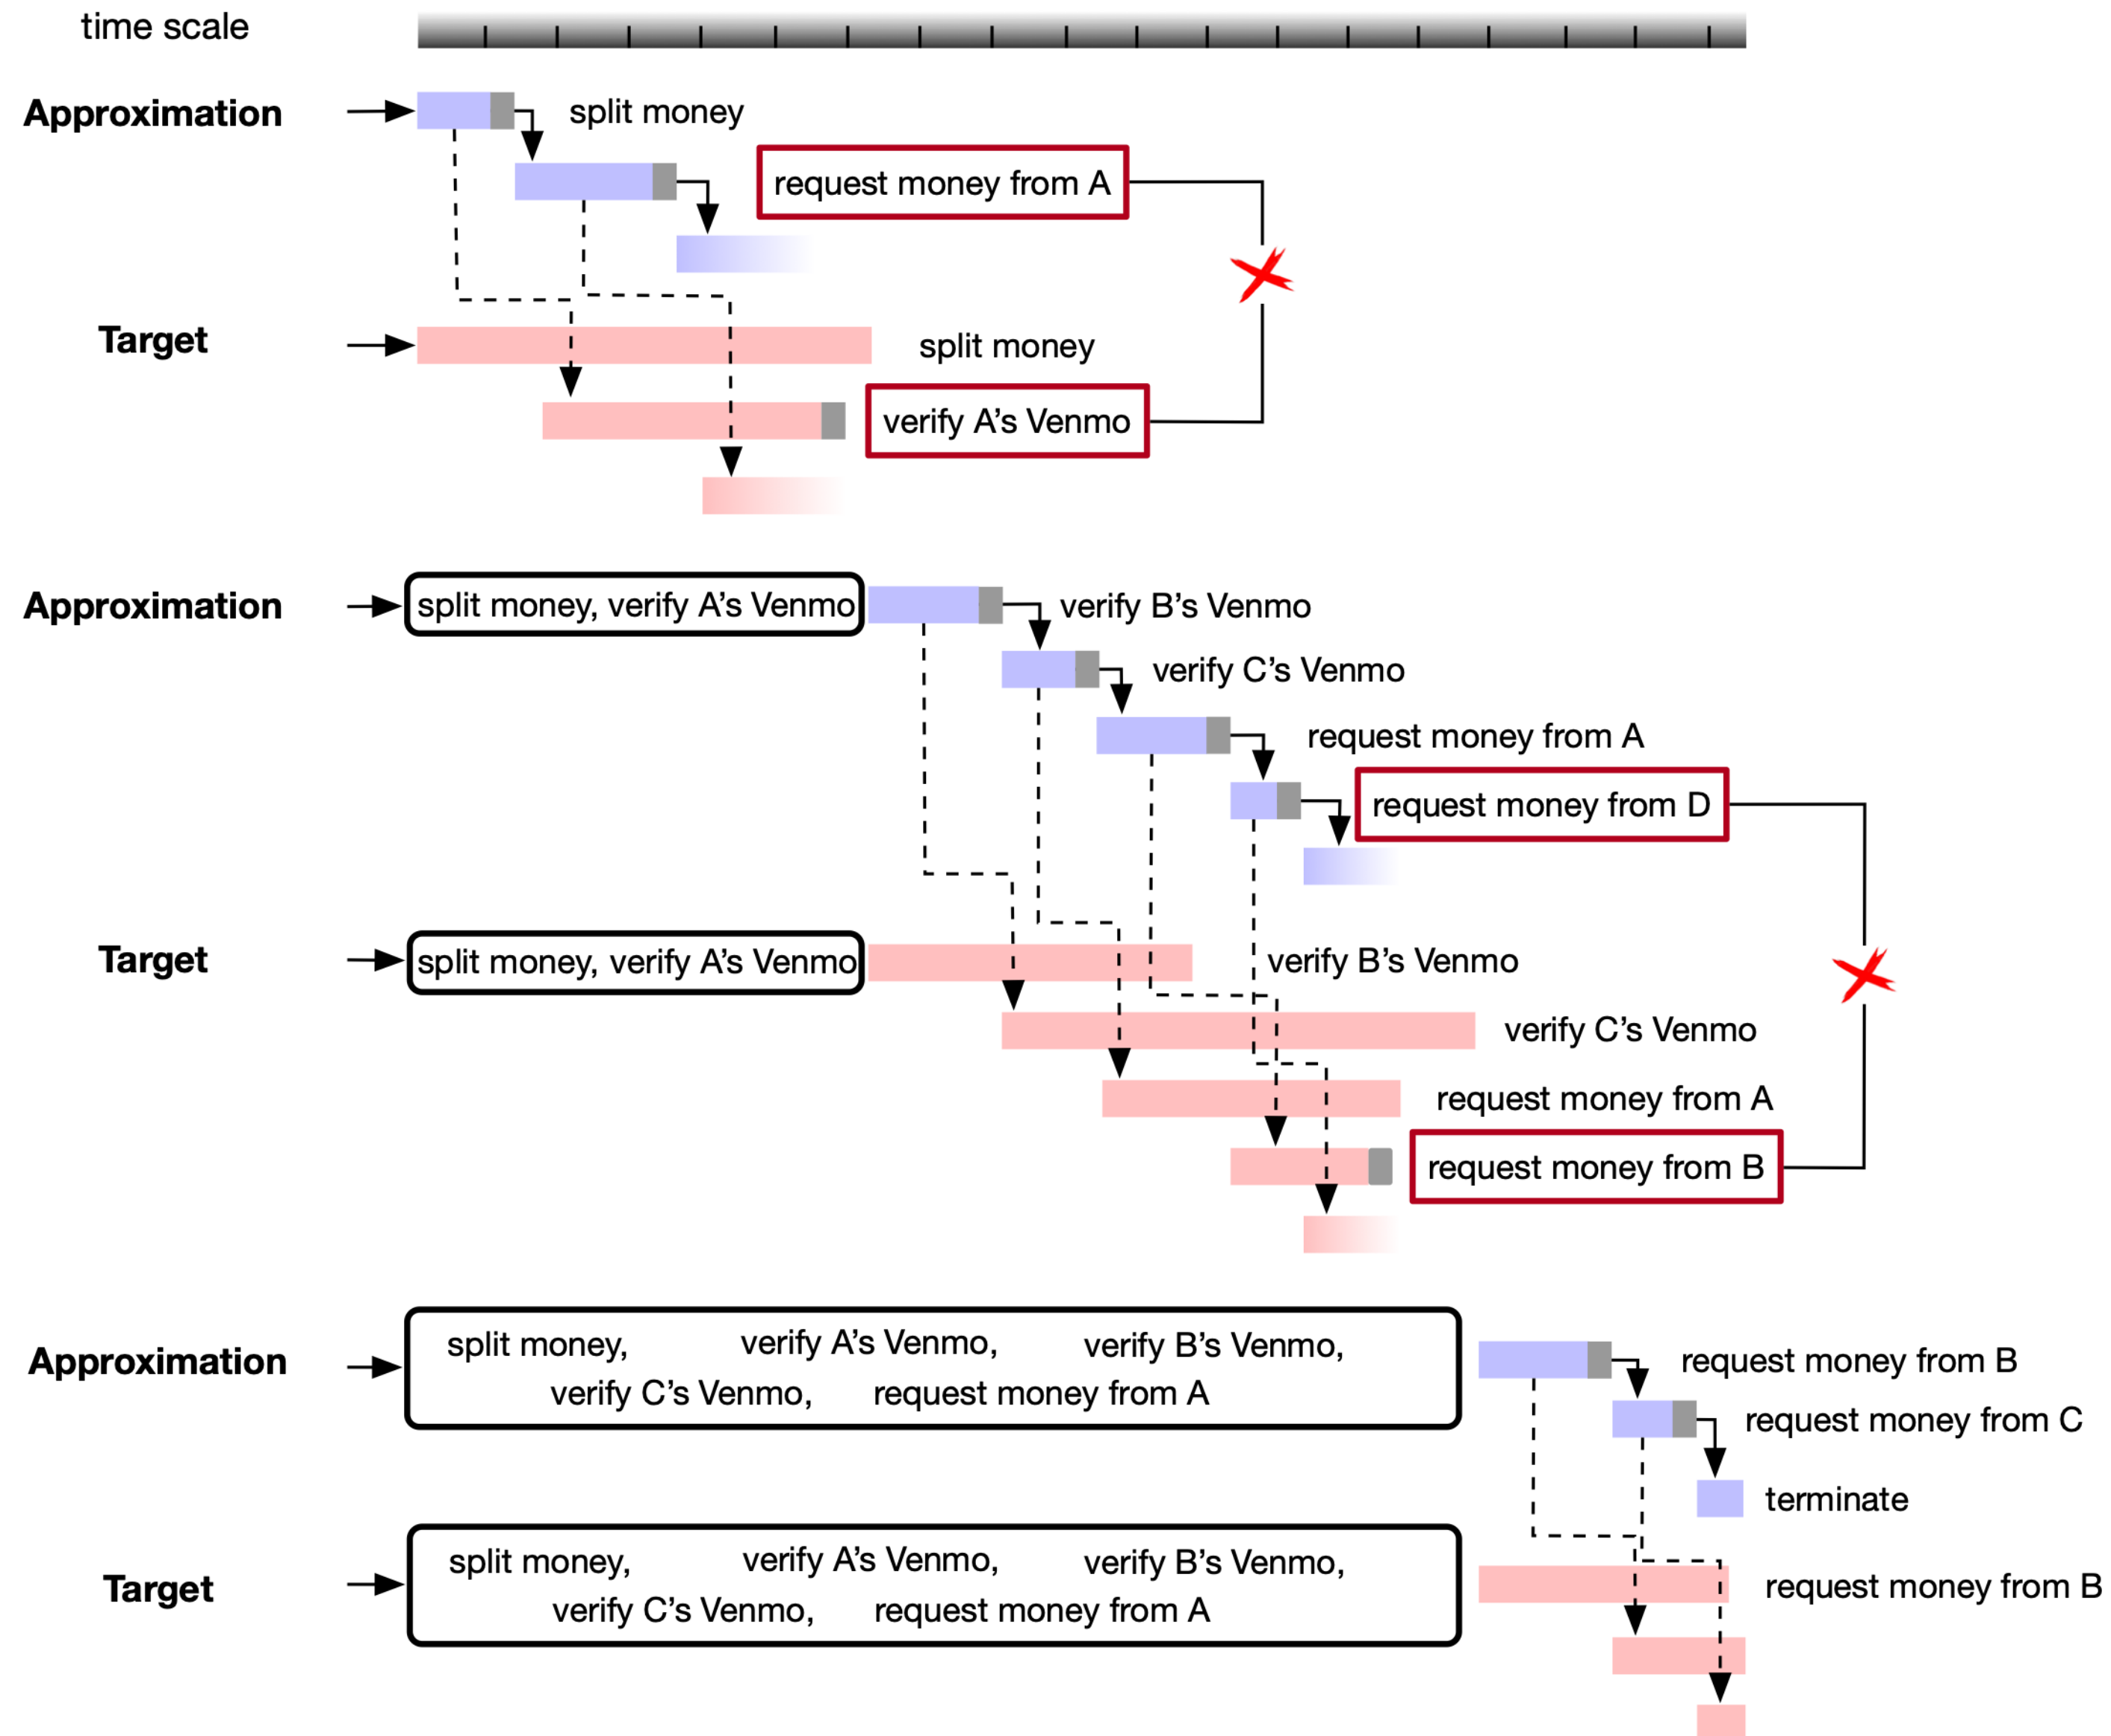 time scale
Approximation
split money
request money from A
Target
split money
verify A's Venmo
Approximation
split money, verify A's Venmo
verify B's Venmo
verify C's Venmo
request money from A
request money from D
Target
split money, verify A's Venmo
verify B's Venmo
verify C's Venmo
request money from A
request money from B
Approximation
split money, verify A's Venmo, verify B's Venmo,
verify C's Venmo, request money from A
request money from B
request money from C
terminate
Target
split money, verify A's Venmo, verify B's Venmo,
verify C's Venmo, request money from A
request money from B